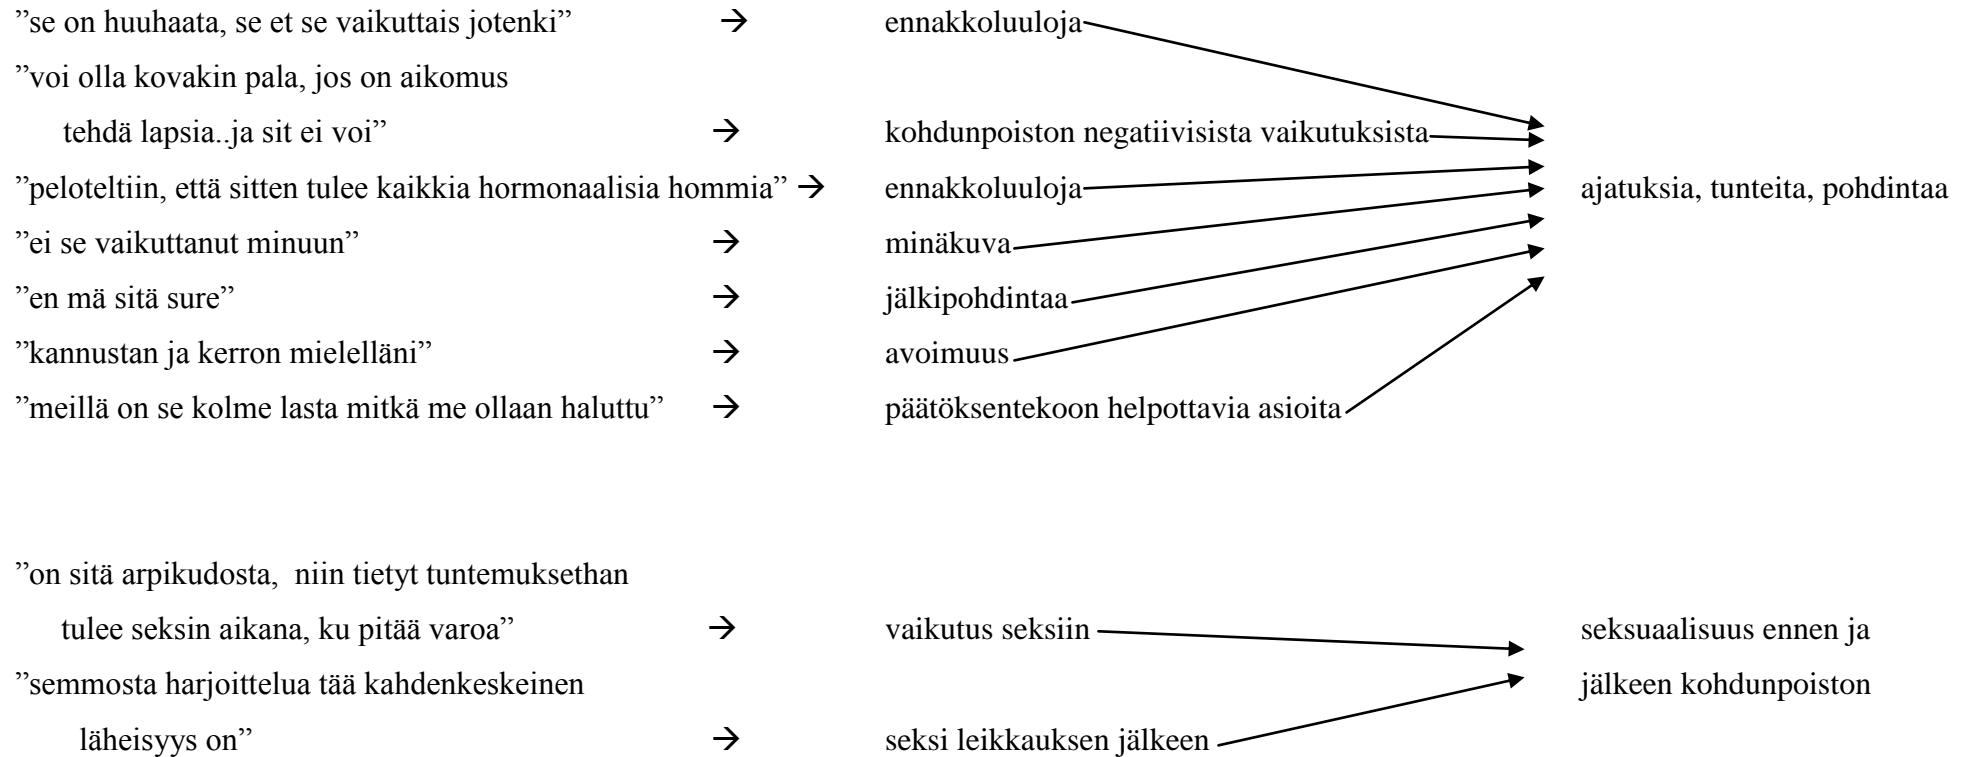 ”se on huuhaata, se et se vaikuttais jotenki” → ennakkoluuloja
”voi olla kovakin pala, jos on aikomus
tehdä lapsia..ja sit ei voi” → kohdunpoiston negatiivisista vaikutuksista
”peloteltiin, että sitten tulee kaikkia hormonaalisia hommia” → ennakkoluuloja ajatuksia, tunteita, pohdintaa
”ei se vaikuttanut minuun” → minäkuva
”en mä sitä sure” → jälkipohdintaa
”kannustan ja kerron mielelläni” → avoimuus
”meillä on se kolme lasta mitkä me ollaan haluttu” → päätöksentekoon helpottavia asioita
”on sitä arpikudosta, niin tietyt tuntemuksethan
tulee seksin aikana, ku pitää varoa” → vaikutus seksiin seksuaalisuus ennen ja
”semmosta harjoittelua tää kahdenkeskeinen jälkeen kohdunpoiston
läheisyys on” → seksi leikkauksen jälkeen